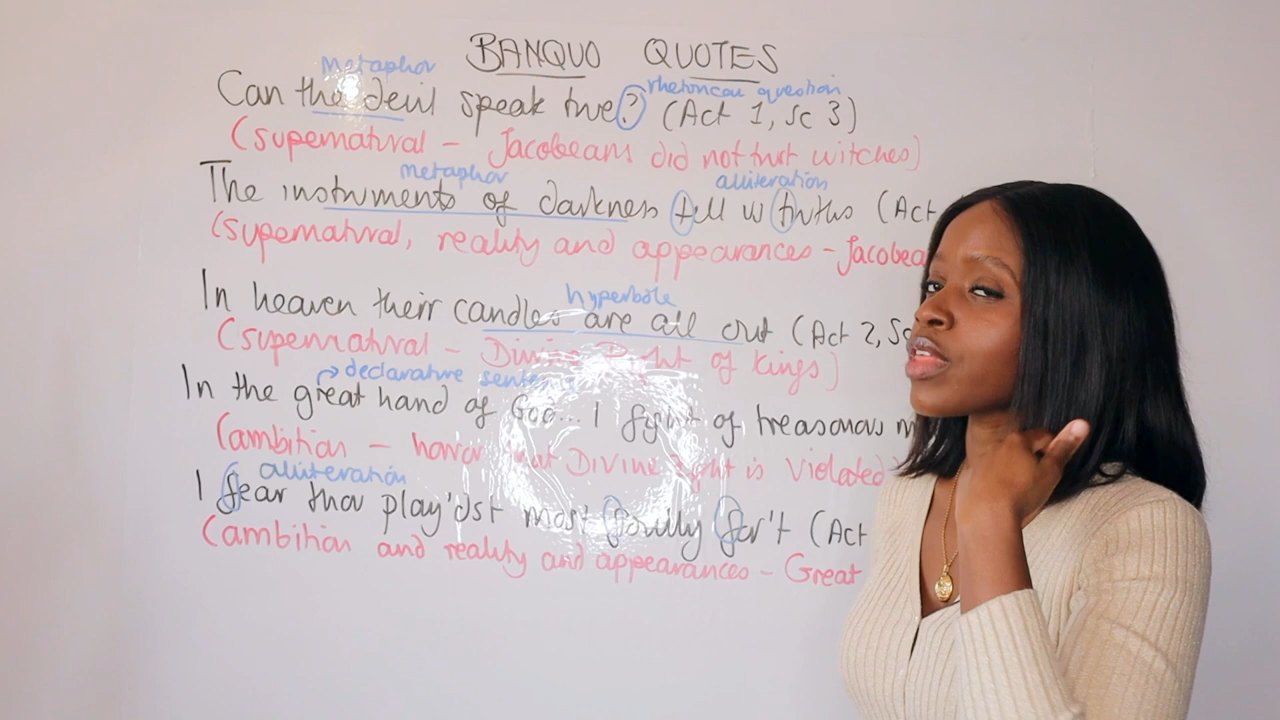 BANQUO QUOTES
metaphor
Can the devil speak true? (Act 1, Sc 3)
rhetorical question
(supernatural - Jacobeans did not trust witches)
metaphor
alliteration
The instruments of darkness tell us truths (Act
(supernatural, reality and appearances - Jacobea
hyperbole
In heaven their candles are all out (Act 2, Sc
(supernatural - Divine Right of Kings)
declarative sentence
In the great hand of God... I fight of treasonous m
(ambition - horror that Divine right is violated
alliteration
I fear thou play'dst most foully for't (Act
(ambition and reality and appearances - Great